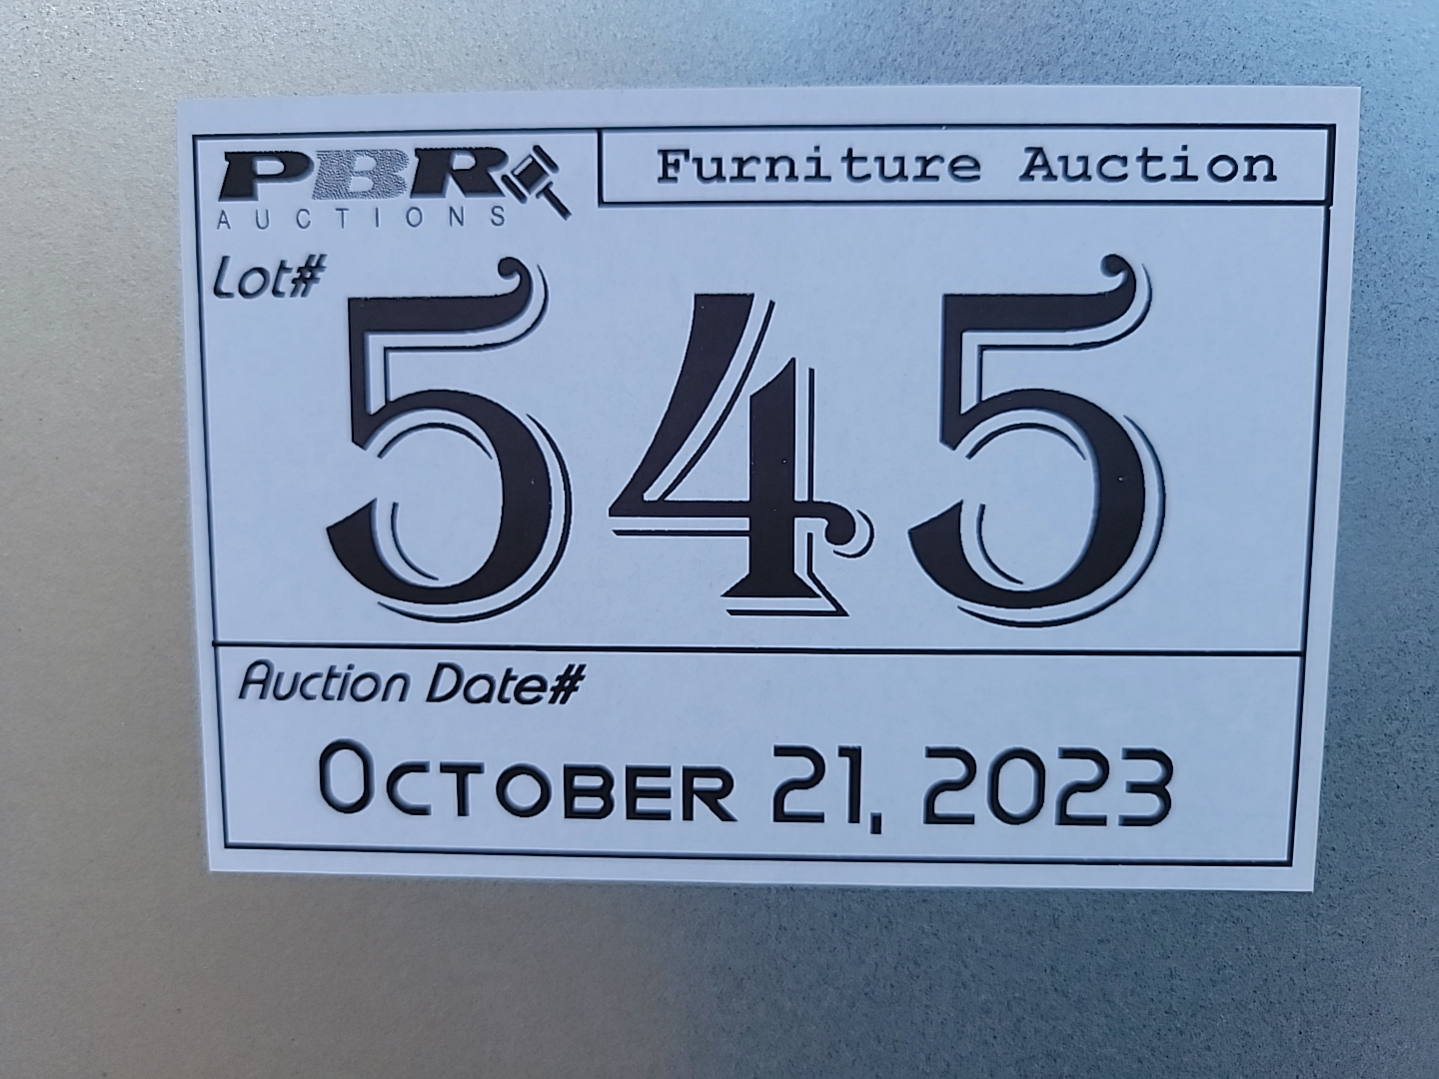 PBR
AUCTIONS
Furniture Auction
Lot#
545
Auction Date#
October 21, 2023